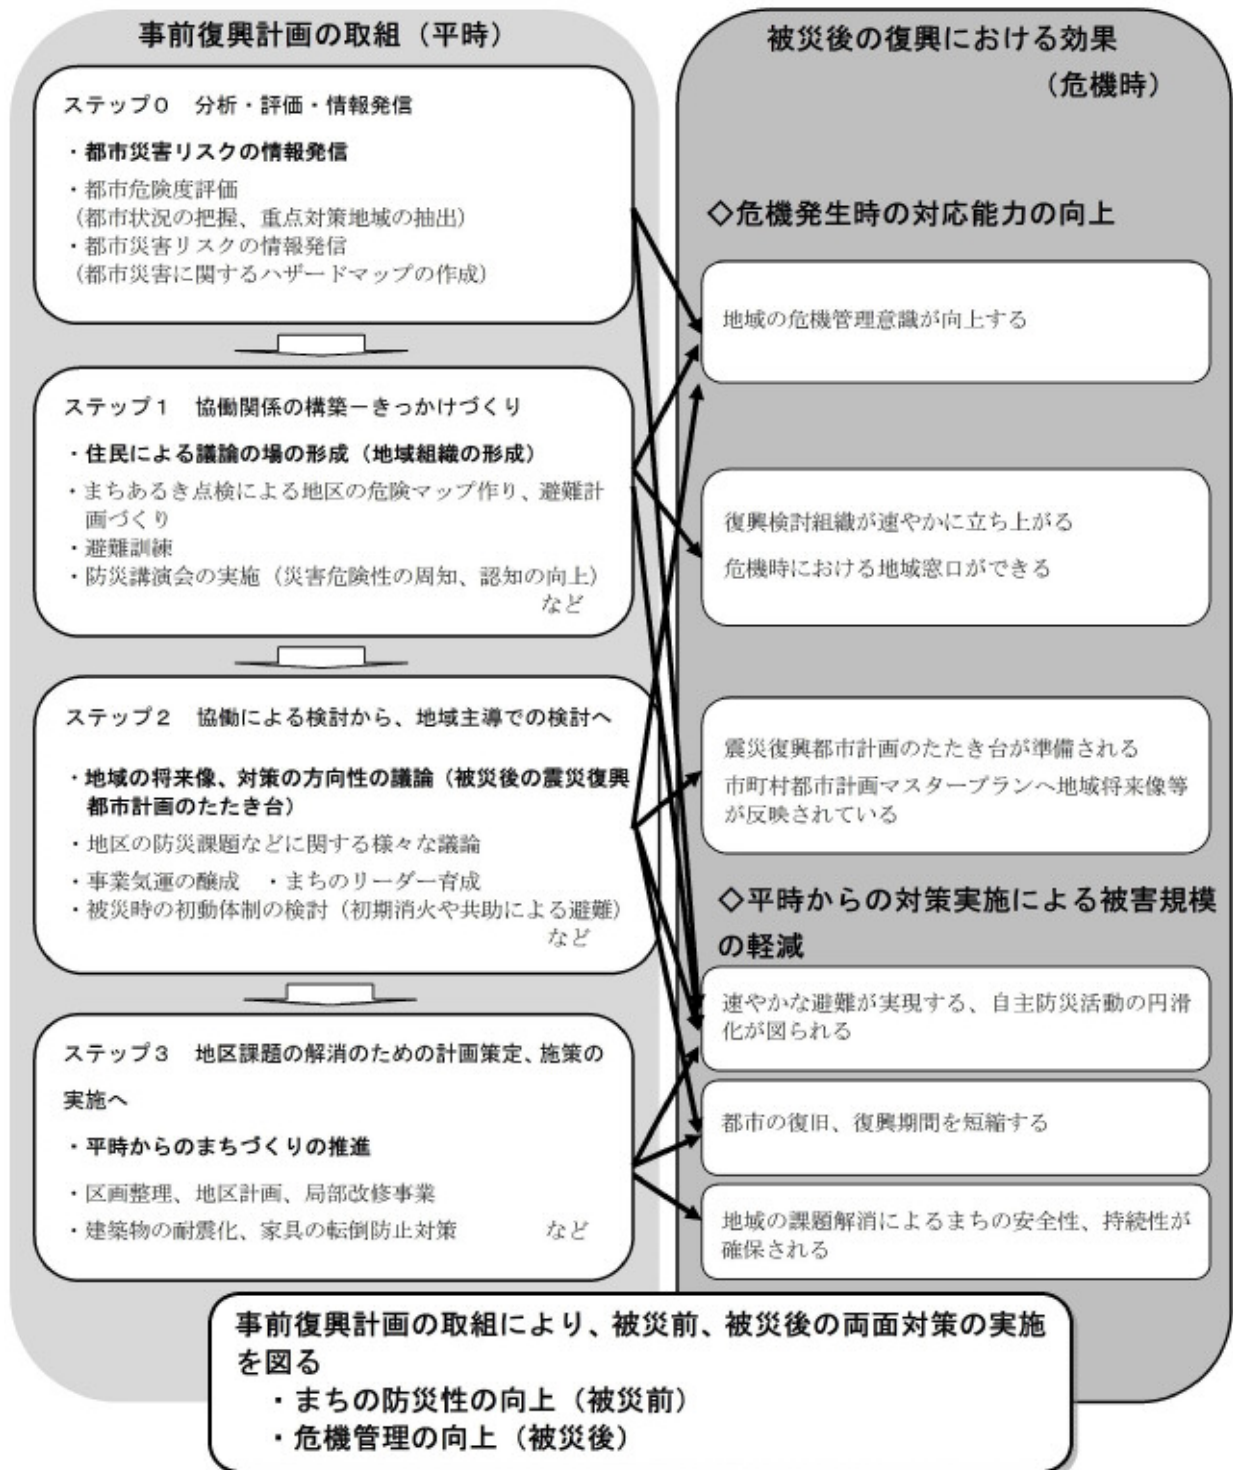 事前復興計画の取組（平時）
ステップ０　分析・評価・情報発信
・都市災害リスクの情報発信
・都市危険度評価
（都市状況の把握、重点対策地域の抽出）
・都市災害リスクの情報発信
（都市災害に関するハザードマップの作成）
ステップ１　協働関係の構築－きっかけづくり
・住民による議論の場の形成（地域組織の形成）
・まちあるき点検による地区の危険マップ作り、避難計
画づくり
・避難訓練
・防災講演会の実施（災害危険性の周知、認知の向上）
など
ステップ２　協働による検討から、地域主導での検討へ
・地域の将来像、対策の方向性の議論（被災後の震災復興
都市計画のたたき台）
・地区の防災課題などに関する様々な議論
・事業気運の醸成　・まちのリーダー育成
・被災時の初動体制の検討（初期消火や共助による避難）
など
ステップ３　地区課題の解消のための計画策定、施策の
実施へ
・平時からのまちづくりの推進
・区画整理、地区計画、局部改修事業
・建築物の耐震化、家具の転倒防止対策　　　など
被災後の復興における効果
（危機時）
◇危機発生時の対応能力の向上
地域の危機管理意識が向上する
復興検討組織が速やかに立ち上がる
危機時における地域窓口ができる
震災復興都市計画のたたき台が準備される
市町村都市計画マスタープランへ地域将来像等
が反映されている
◇平時からの対策実施による被害規模
の軽減
速やかな避難が実現する、自主防災活動の円滑
化が図られる
都市の復旧、復興期間を短縮する
地域の課題解消によるまちの安全性、持続性が
確保される
事前復興計画の取組により、被災前、被災後の両面対策の実施
を図る
・まちの防災性の向上（被災前）
・危機管理の向上（被災後）